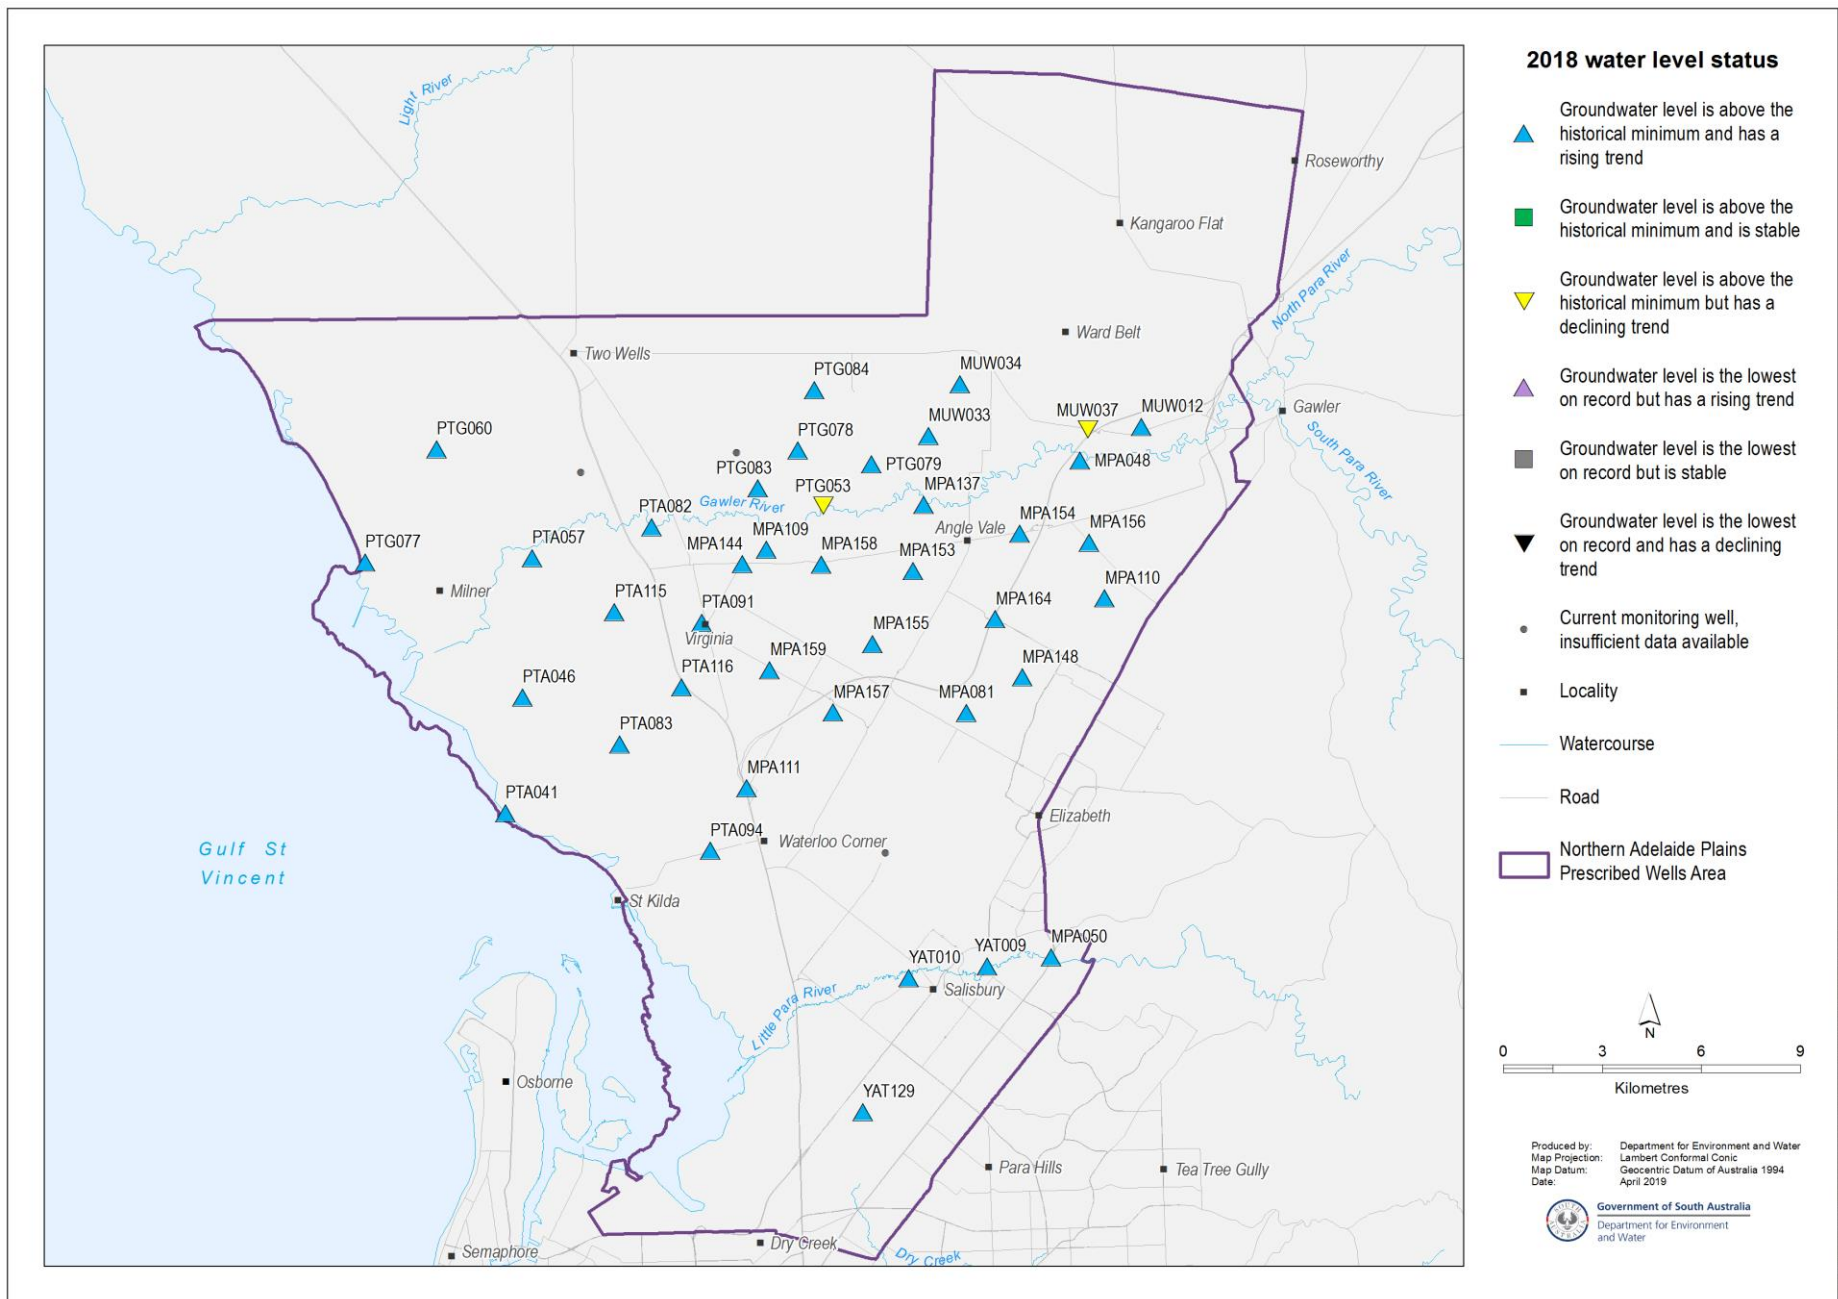 Light River
Roseworthy
Kangaroo Flat
North Para River
Ward Belt
Two Wells
PTG084
MUW034
MUW037
MUW012
Gawler
PTG060
MUW033
PTG078
South Para River
PTG083
PTG079
MPA048
PTG053
MPA137
Gawler River
PTA082
MPA154
MPA156
Angle Vale
PTG077
PTA057
MPA144
MPA109
MPA158
MPA153
Milner
MPA110
PTA115
PTA091
MPA164
Virginia
MPA155
MPA159
PTA116
MPA148
PTA046
MPA157
MPA081
PTA083
MPA111
PTA041
Elizabeth
PTA094
Waterloo Corner
Gulf St
Vincent
St Kilda
YAT010
YAT009
MPA050
Salisbury
Little Para River
Osborne
YAT129
Para Hills
Tea Tree Gully
Semaphore
Dry Creek
Dry Creek
2018 water level status
Groundwater level is above the
historical minimum and has a
rising trend
Groundwater level is above the
historical minimum and is stable
Groundwater level is above the
historical minimum but has a
declining trend
Groundwater level is the lowest
on record but has a rising trend
Groundwater level is the lowest
on record but is stable
Groundwater level is the lowest
on record and has a declining
trend
Current monitoring well,
insufficient data available
Locality
Watercourse
Road
Northern Adelaide Plains
Prescribed Wells Area
N
0 3 6 9
Kilometres
Produced by: Department for Environment and Water
Map Projection: Lambert Conformal Conic
Map Datum: Geocentric Datum of Australia 1994
Date: April 2019
Government of South Australia
Department for Environment
and Water